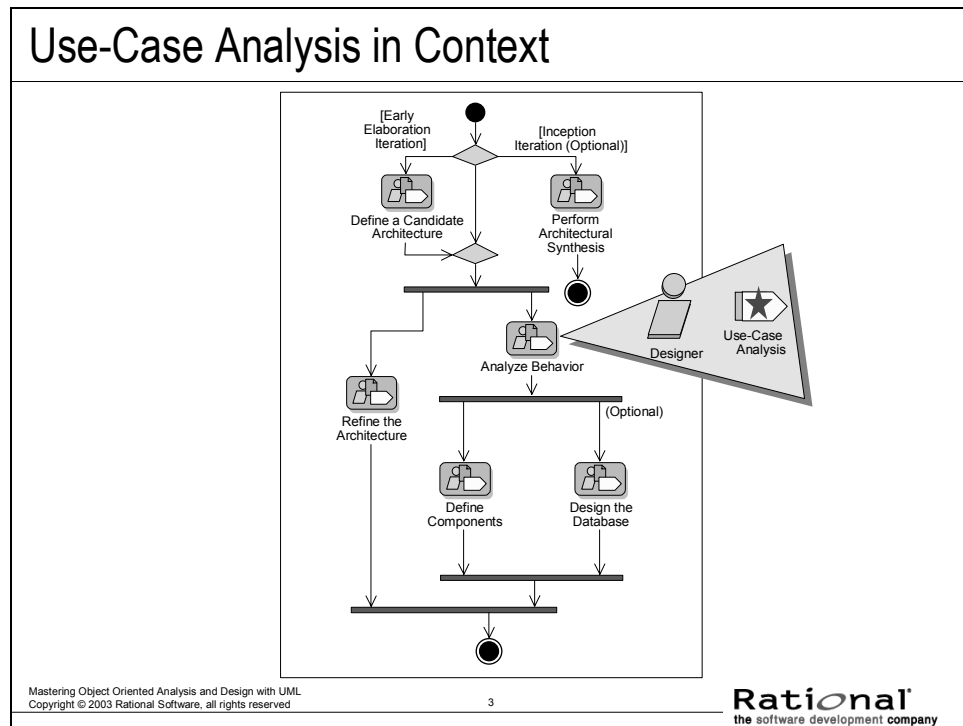 Use-Case Analysis in Context
[Early
Elaboration
Iteration]
[Inception
Iteration (Optional)]
Define a Candidate
Architecture
Perform
Architectural
Synthesis
Designer
Use-Case
Analysis
Analyze Behavior
Refine the
Architecture
(Optional)
Define
Components
Design the
Database
Mastering Object Oriented Analysis and Design with UML
Copyright © 2003 Rational Software, all rights reserved
3
Rational
the software development company